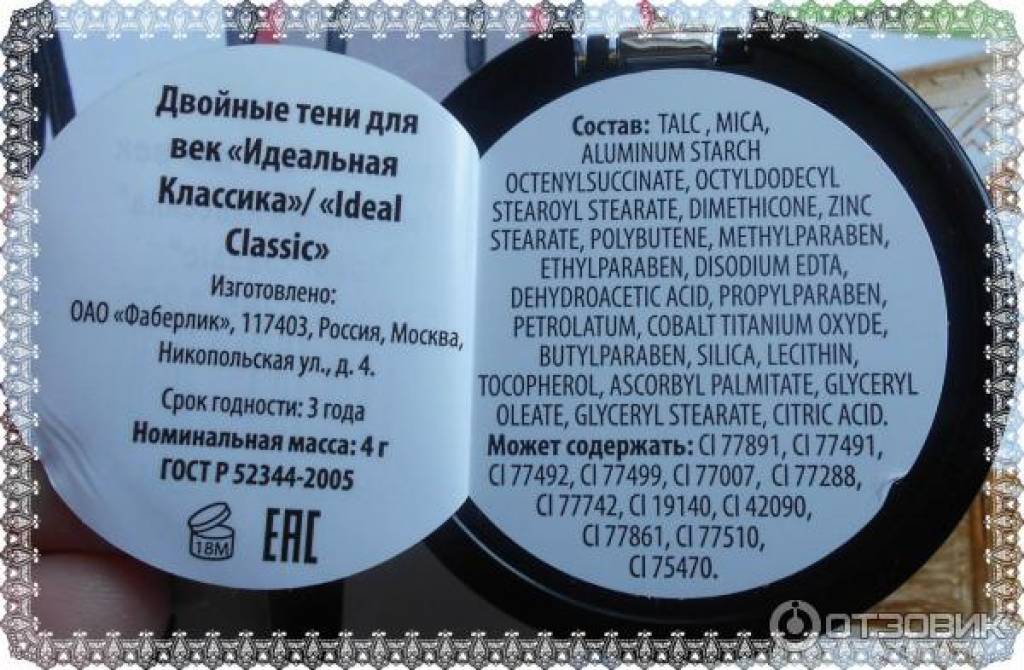 Двойные тени для
век «Идеальная
Классика»/ «Ideal
Classic»
Изготовлено:
ОАО «Фаберлик», 117403, Россия, Москва,
Никопольская ул., д. 4.
Срок годности: 3 года
Номинальная масса: 4 г
ГОСТ Р 52344-2005
18M
EAC
Состав: TALC , MICA,
ALUMINUM STARCH
OCTENYLSUCCINATE, OCTYLDODECYL
STEAROYL STEARATE, DIMETHICONE, ZINC
STEARATE, POLYBUTENE, METHYLPARABEN,
ETHYLPARABEN, DISODIUM EDTA,
DEHYDROACETIC ACID, PROPYLPARABEN,
PETROLATUM, COBALT TITANIUM OXYDE,
BUTYLPARABEN, SILICA, LECITHIN,
TOCOPHEROL, ASCORBYL PALMITATE, GLYCERYL
OLEATE, GLYCERYL STEARATE, CITRIC ACID.
Может содержать: CI 77891, CI 77491,
CI 77492, CI 77499, CI 77007, CI 77288,
CI 77742, CI 19140, CI 42090,
CI 77861, CI 77510,
CI 75470.
ОТЗОВИК